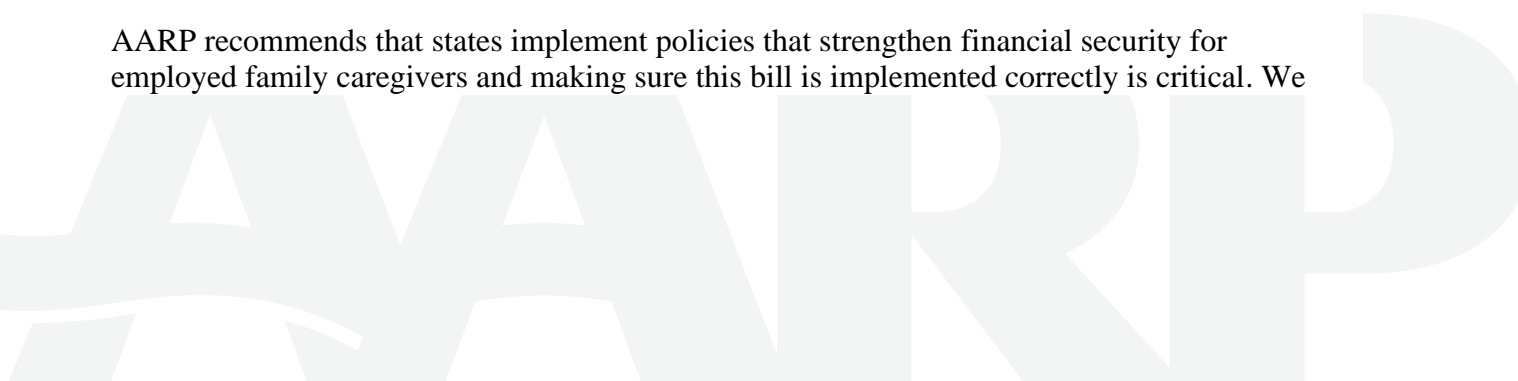 AARP recommends that states implement policies that strengthen financial security for
employed family caregivers and making sure this bill is implemented correctly is critical. We
AARP